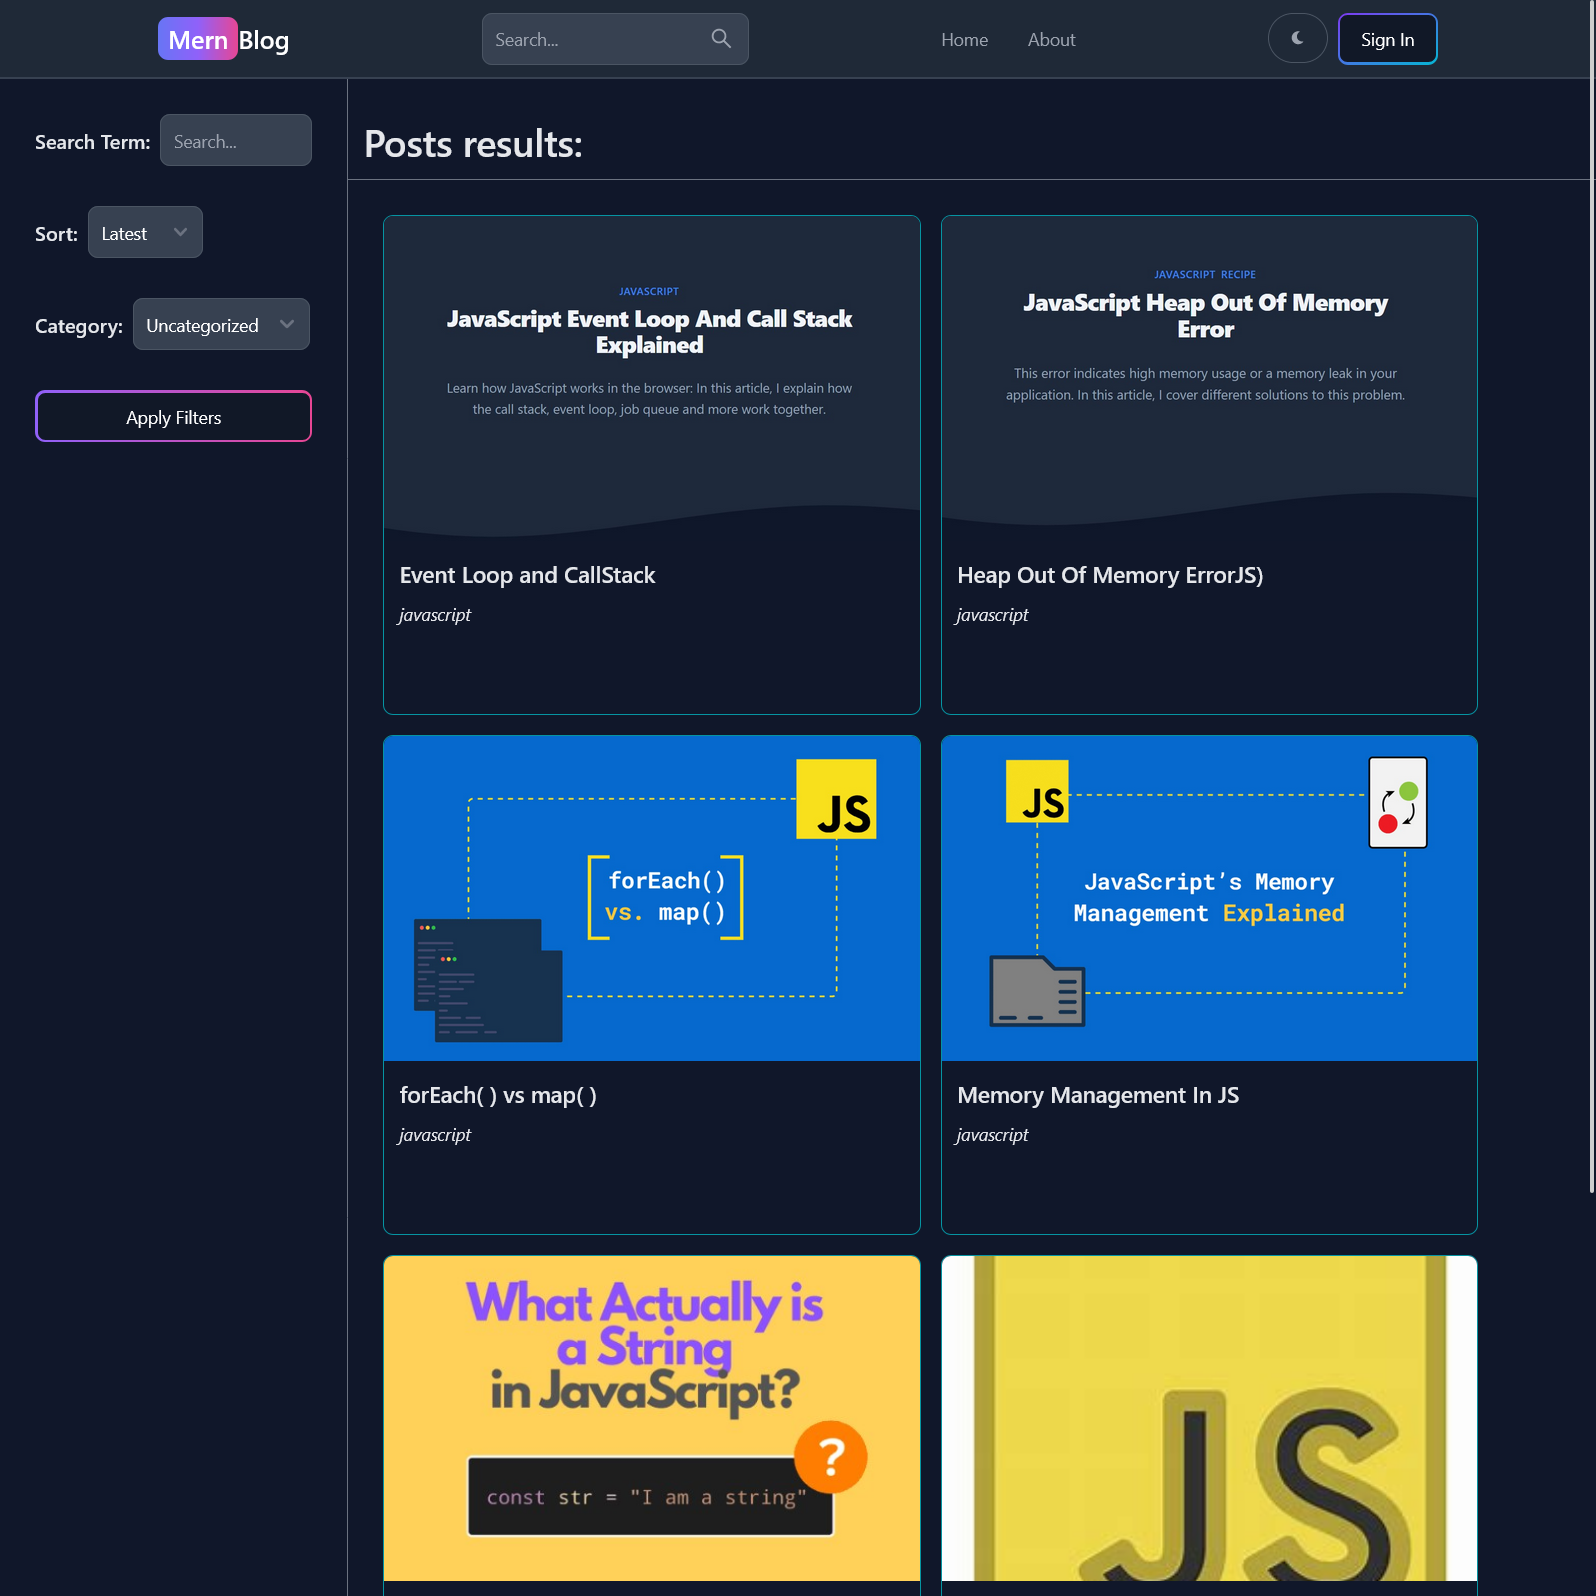 Mern Blog
Search...
Home
About
Sign In
Search Term:
Search...
Sort:
Latest
Category:
Uncategorized
Apply Filters
Posts results:
JAVASCRIPT
JavaScript Event Loop And Call Stack
Explained
Learn how JavaScript works in the browser: In this article, I explain how
the call stack, event loop, job queue and more work together.
Event Loop and CallStack
javascript
JAVASCRIPT RECIPE
JavaScript Heap Out Of Memory
Error
This error indicates high memory usage or a memory leak in your
application. In this article, I cover different solutions to this problem.
Heap Out Of Memory ErrorJS)
javascript
JS
forEach()
vs. map()
forEach( ) vs map( )
javascript
JS
JavaScript’s Memory
Management Explained
Memory Management In JS
javascript
What Actually is
a String
in JavaScript?
?
const str = "I am a string"
JS